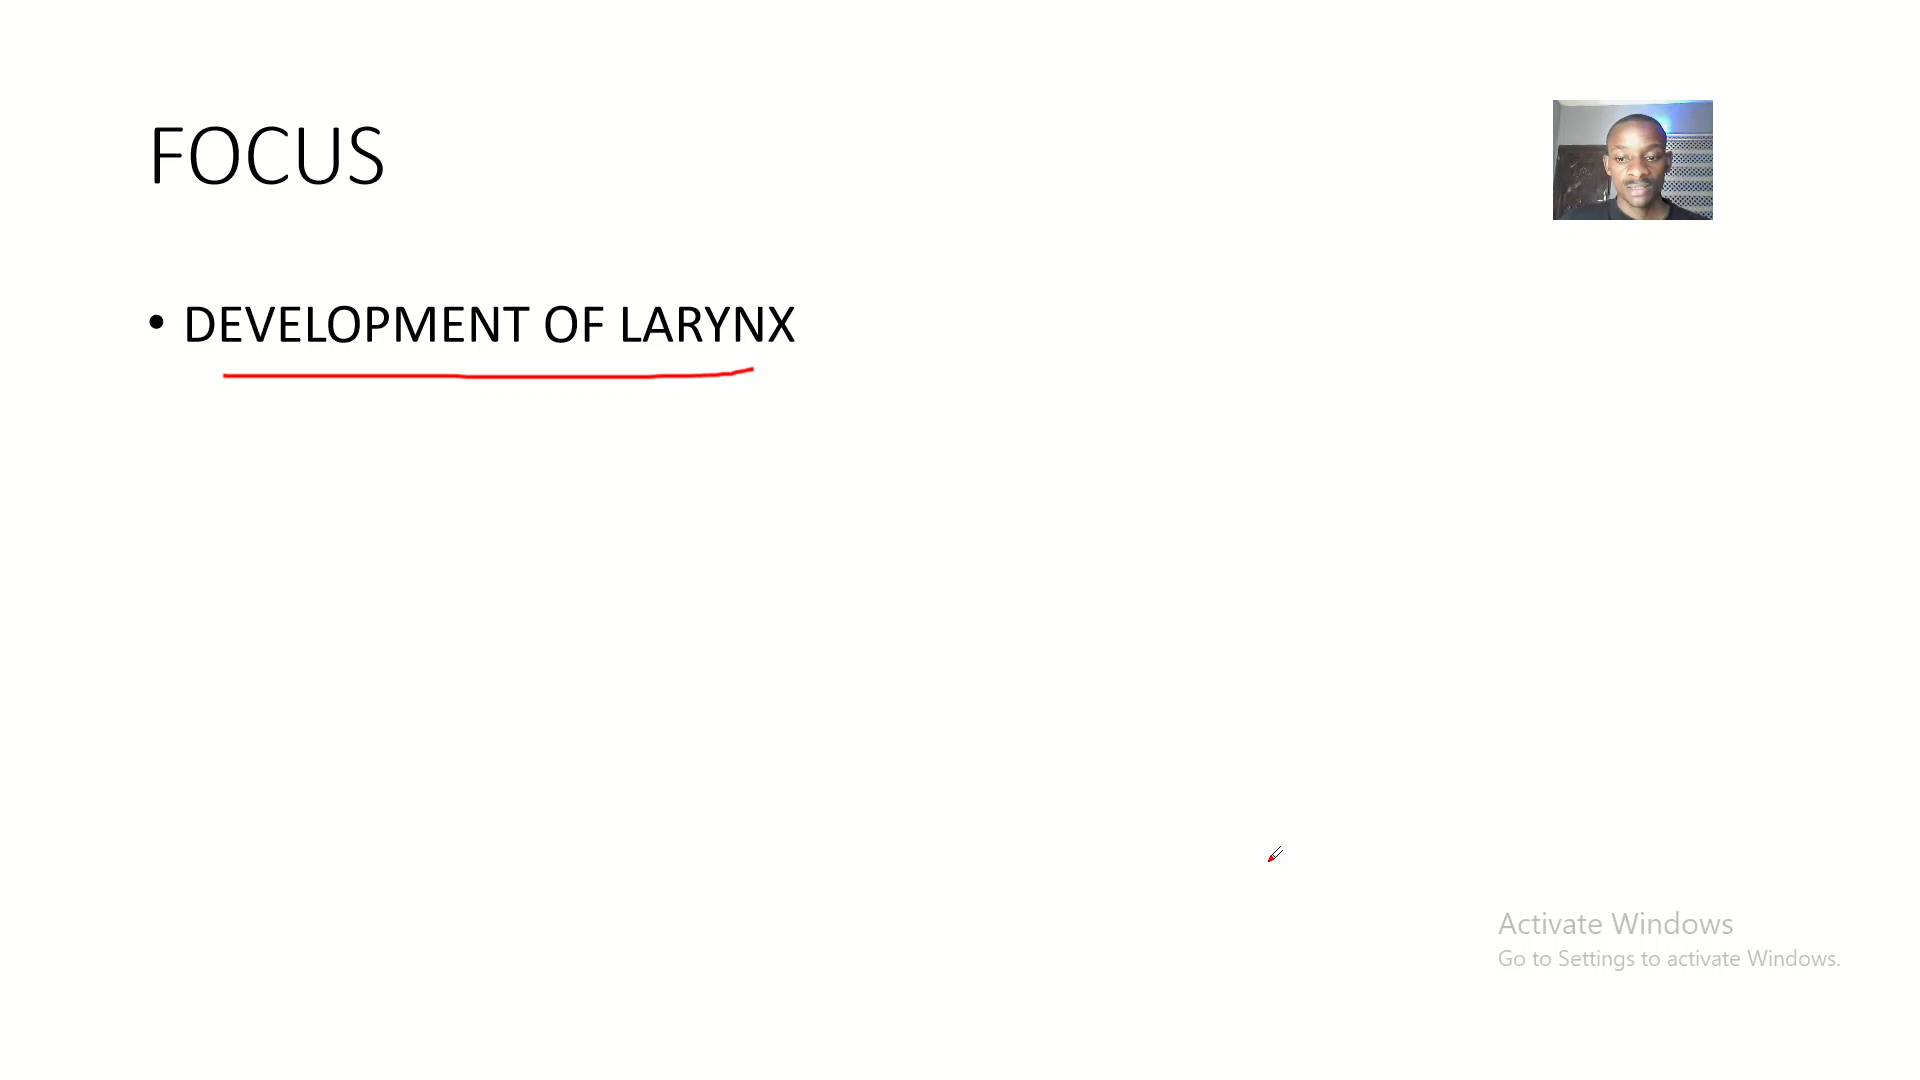 FOCUS
• DEVELOPMENT OF LARYNX
Activate Windows
Go to Settings to activate Windows.